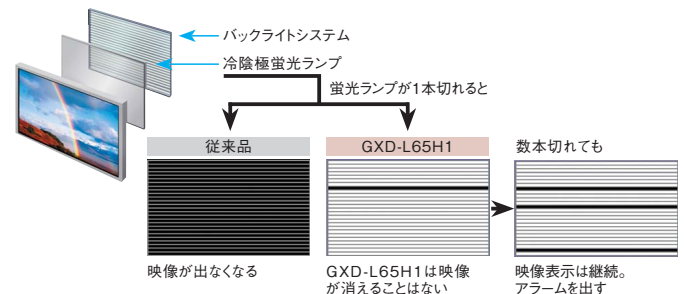 バックライトシステム
冷陰極蛍光ランプ
蛍光ランプが1本切れると
従来品
GXD-L65H1
数本切れても
映像が出なくなる
GXD-L65H1は映像
が消えることはない
映像表示は継続。
アラームを出す